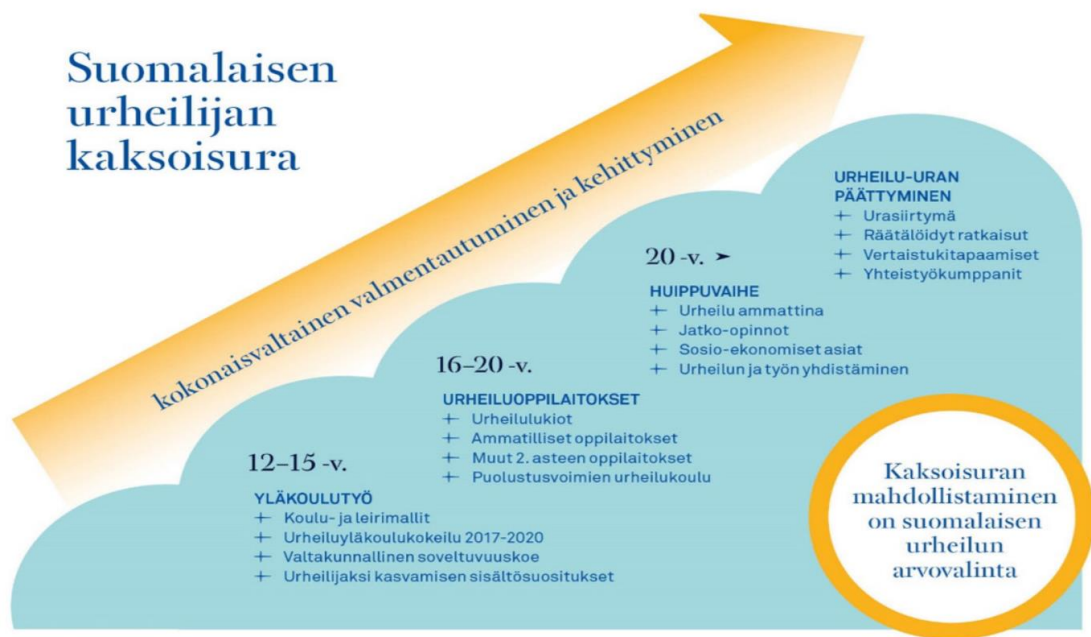 Suomalaisen
urheilijan
kaksoisura
kokonaisvaltainen valmentautuminen ja kehittyminen
12–15 -v.
YLÄKOULUTYÖ
+ Koulu- ja leirimallit
+ Urheiluyläkoulukokeilu 2017-2020
+ Valtakunnallinen soveltuvuuskoe
+ Urheilijaksi kasvamisen sisältösuositukset
16–20 -v.
URHEILUOPPILAITOKSET
+ Urheilulukiot
+ Ammatilliset oppilaitokset
+ Muut 2. asteen oppilaitokset
+ Puolustusvoimien urheilukoulu
20 -v. ➤
HUIPPUVAIHE
+ Urheilu ammattina
+ Jatko-opinnot
+ Sosio-ekonomiset asiat
+ Urheilun ja työn yhdistäminen
URHEILU-URAN
PÄÄTTYMINEN
+ Urasiirtymä
+ Räätälöidyt ratkaisut
+ Vertaistukitapaamiset
+ Yhteistyökumppanit
Kaksoisuran
mahdollistaminen
on suomalaisen
urheilun
arvovalinta